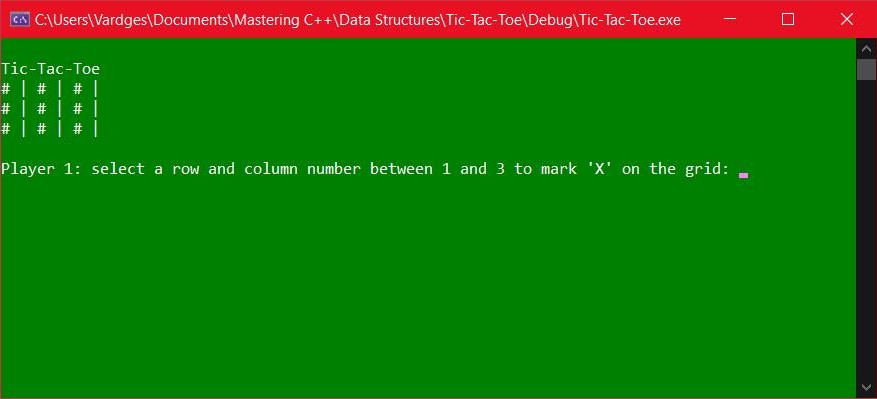 C:\Users\Vardges\Documents\Mastering C++\Data Structures\Tic-Tac-Toe\Debug\Tic-Tac-Toe.exe
Tic-Tac-Toe
# | # | # |
# | # | # |
# | # | # |
Player 1: select a row and column number between 1 and 3 to mark 'X' on the grid: